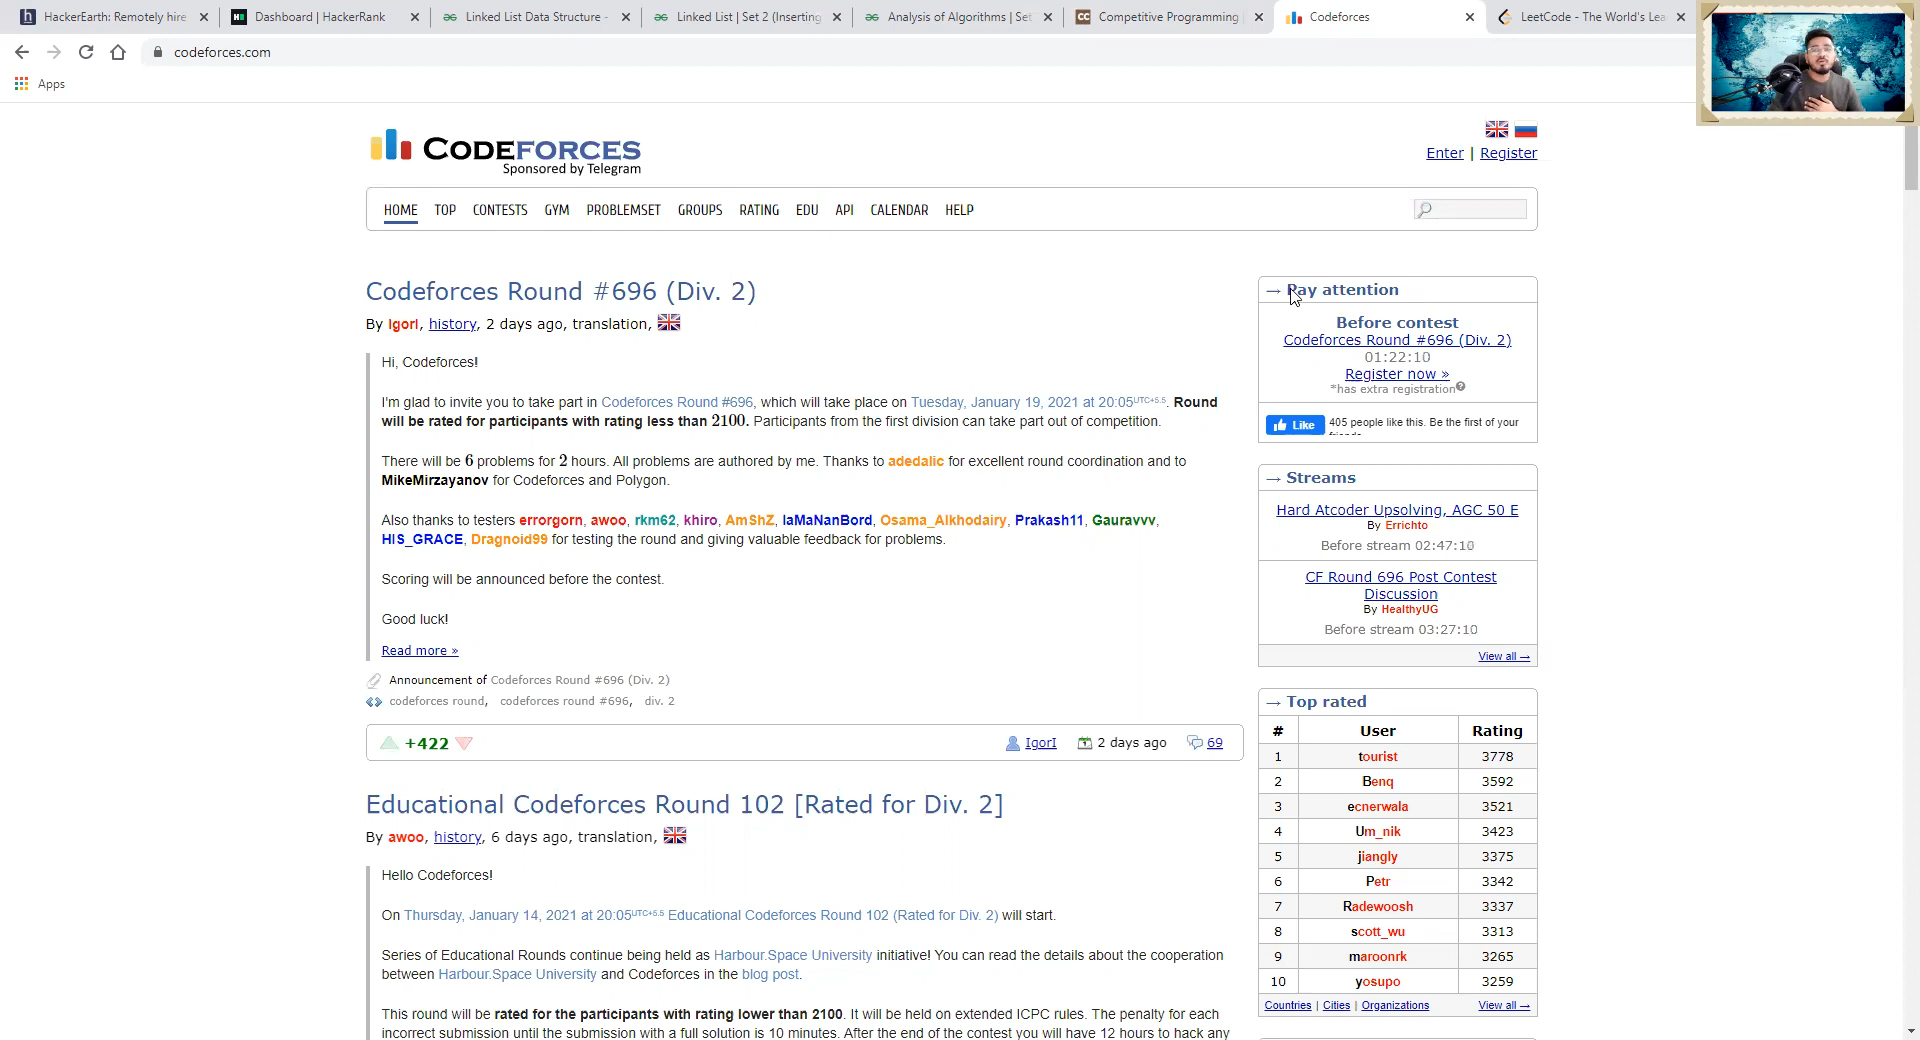 HackerEarth: Remotely hire
Dashboard | HackerRank
Linked List Data Structure -
Linked List | Set 2 (Inserting
Analysis of Algorithms | Set
Competitive Programming
Codeforces
LeetCode - The World's Lea
codeforces.com
Apps
CODEFORCES
Sponsored by Telegram
Enter | Register
HOME TOP CONTESTS GYM PROBLEMSET GROUPS RATING EDU API CALENDAR HELP
Codeforces Round #696 (Div. 2)
By IgorI, history, 2 days ago, translation,
Hi, Codeforces!
I'm glad to invite you to take part in Codeforces Round #696, which will take place on Tuesday, January 19, 2021 at 20:05UTC+5.5. Round
will be rated for participants with rating less than 2100. Participants from the first division can take part out of competition.
There will be 6 problems for 2 hours. All problems are authored by me. Thanks to adedalic for excellent round coordination and to
MikeMirzayanov for Codeforces and Polygon.
Also thanks to testers errorgorn, awoo, rkm62, khiro, AmShZ, IaMaNanBord, Osama_Alkhodairy, Prakash11, Gauravvv,
HIS_GRACE, Dragnoid99 for testing the round and giving valuable feedback for problems.
Scoring will be announced before the contest.
Good luck!
Read more »
Announcement of Codeforces Round #696 (Div. 2)
codeforces round, codeforces round #696, div. 2
+422
IgorI 2 days ago 69
Educational Codeforces Round 102 [Rated for Div. 2]
By awoo, history, 6 days ago, translation,
Hello Codeforces!
On Thursday, January 14, 2021 at 20:05UTC+5.5 Educational Codeforces Round 102 (Rated for Div. 2) will start.
Series of Educational Rounds continue being held as Harbour.Space University initiative! You can read the details about the cooperation
between Harbour.Space University and Codeforces in the blog post.
This round will be rated for the participants with rating lower than 2100. It will be held on extended ICPC rules. The penalty for each
incorrect submission until the submission with a full solution is 10 minutes. After the end of the contest you will have 12 hours to hack any
→ Pay attention
Before contest
Codeforces Round #696 (Div. 2)
01:22:10
Register now »
*has extra registration
Like 405 people like this. Be the first of your
→ Streams
Hard Atcoder Upsolving, AGC 50 E
By Errichto
Before stream 02:47:10
CF Round 696 Post Contest
Discussion
By HealthyUG
Before stream 03:27:10
View all →
→ Top rated
# User Rating
1 tourist 3778
2 Benq 3592
3 ecnerwala 3521
4 Um_nik 3423
5 jiangly 3375
6 Petr 3342
7 Radewoosh 3337
8 scott_wu 3313
9 maroonrk 3265
10 yosupo 3259
Countries | Cities | Organizations View all →